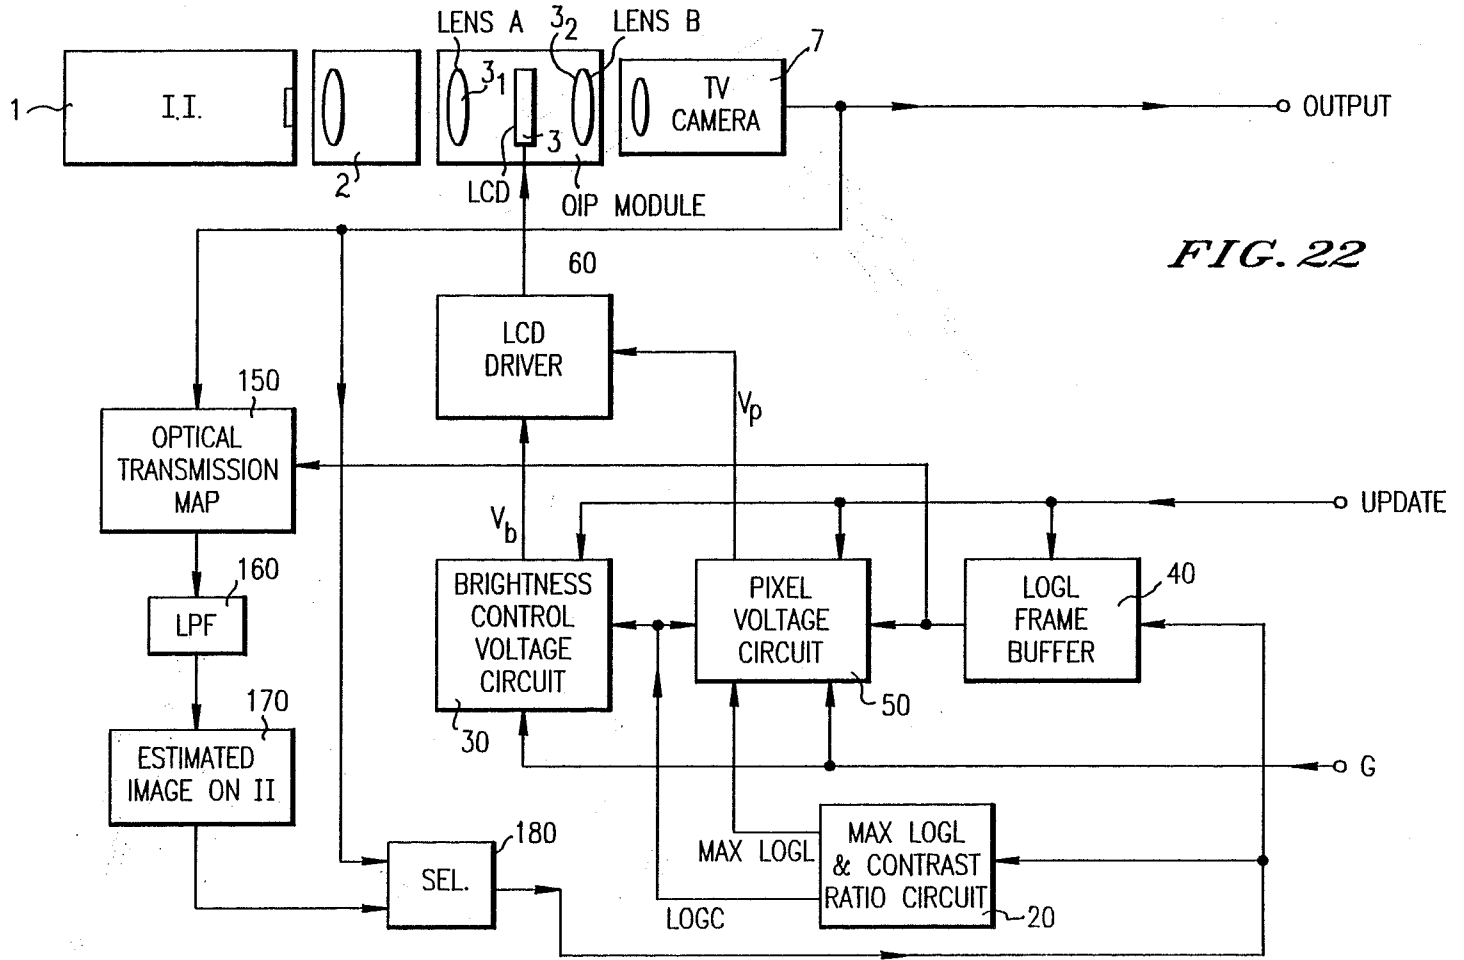 LENS A
3₂
LENS B
7
1
I.I.
2
3₁
3
TV
CAMERA
OUTPUT
LCD
OIP MODULE
FIG. 22
60
LCD
DRIVER
Vp
150
OPTICAL
TRANSMISSION
MAP
Vb
UPDATE
160
LPF
BRIGHTNESS
CONTROL
VOLTAGE
CIRCUIT
30
PIXEL
VOLTAGE
CIRCUIT
50
LOGL
FRAME
BUFFER
40
170
ESTIMATED
IMAGE ON II
G
180
SEL.
MAX LOGL
LOGC
MAX LOGL
& CONTRAST
RATIO CIRCUIT
20